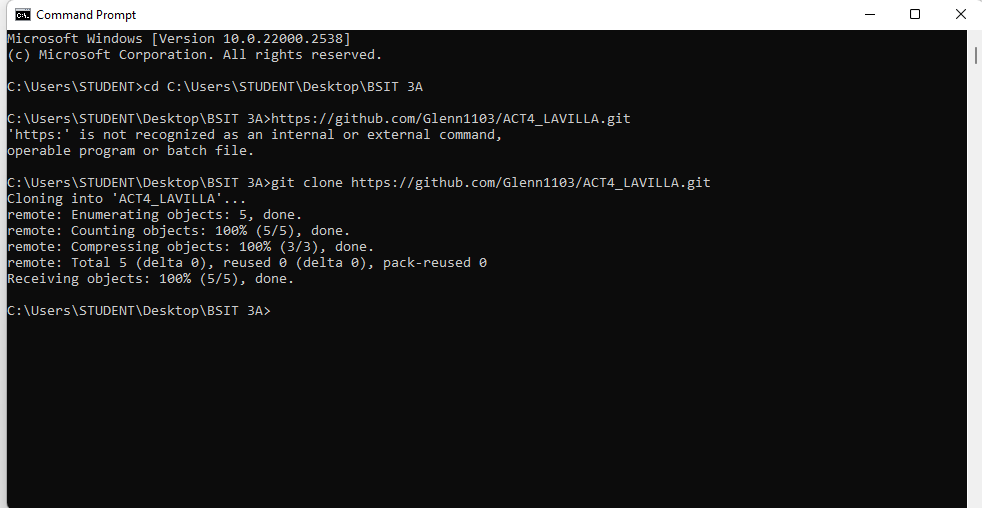 Command Prompt
Microsoft Windows [Version 10.0.22000.2538]
(c) Microsoft Corporation. All rights reserved.
C:\Users\STUDENT>cd C:\Users\STUDENT\Desktop\BSIT 3A
C:\Users\STUDENT\Desktop\BSIT 3A>https://github.com/Glenn1103/ACT4_LAVILLA.git
'https:' is not recognized as an internal or external command,
operable program or batch file.
C:\Users\STUDENT\Desktop\BSIT 3A>git clone https://github.com/Glenn1103/ACT4_LAVILLA.git
Cloning into 'ACT4_LAVILLA'...
remote: Enumerating objects: 5, done.
remote: Counting objects: 100% (5/5), done.
remote: Compressing objects: 100% (3/3), done.
remote: Total 5 (delta 0), reused 0 (delta 0), pack-reused 0
Receiving objects: 100% (5/5), done.
C:\Users\STUDENT\Desktop\BSIT 3A>